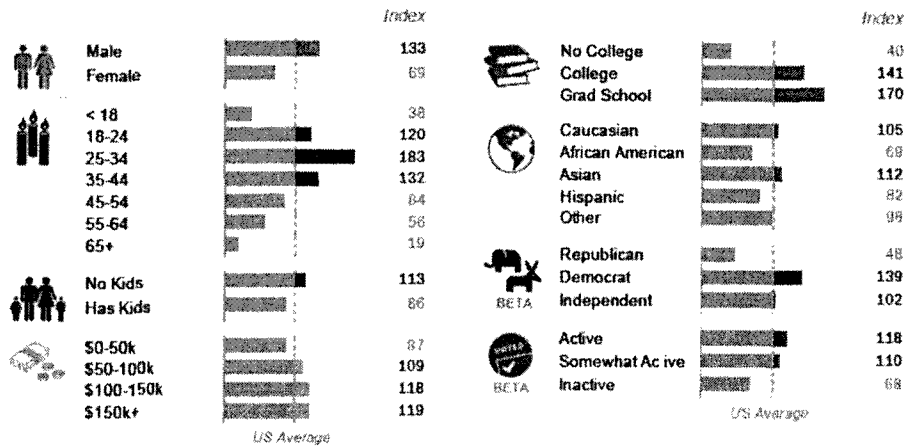 Index
Male 133
Female 69
< 18 38
18-24 120
25-34 183
35-44 132
45-54 84
55-64 56
65+ 19
No Kids 113
Has Kids 86
$0-50k 87
$50-100k 109
$100-150k 118
$150k+ 119
US Average
Index
No College 40
College 141
Grad School 170
Caucasian 105
African American 69
Asian 112
Hispanic 82
Other 98
BETA
Republican 48
Democrat 139
Independent 102
BETA
Active 118
Somewhat Ac ive 110
Inactive 68
US Average